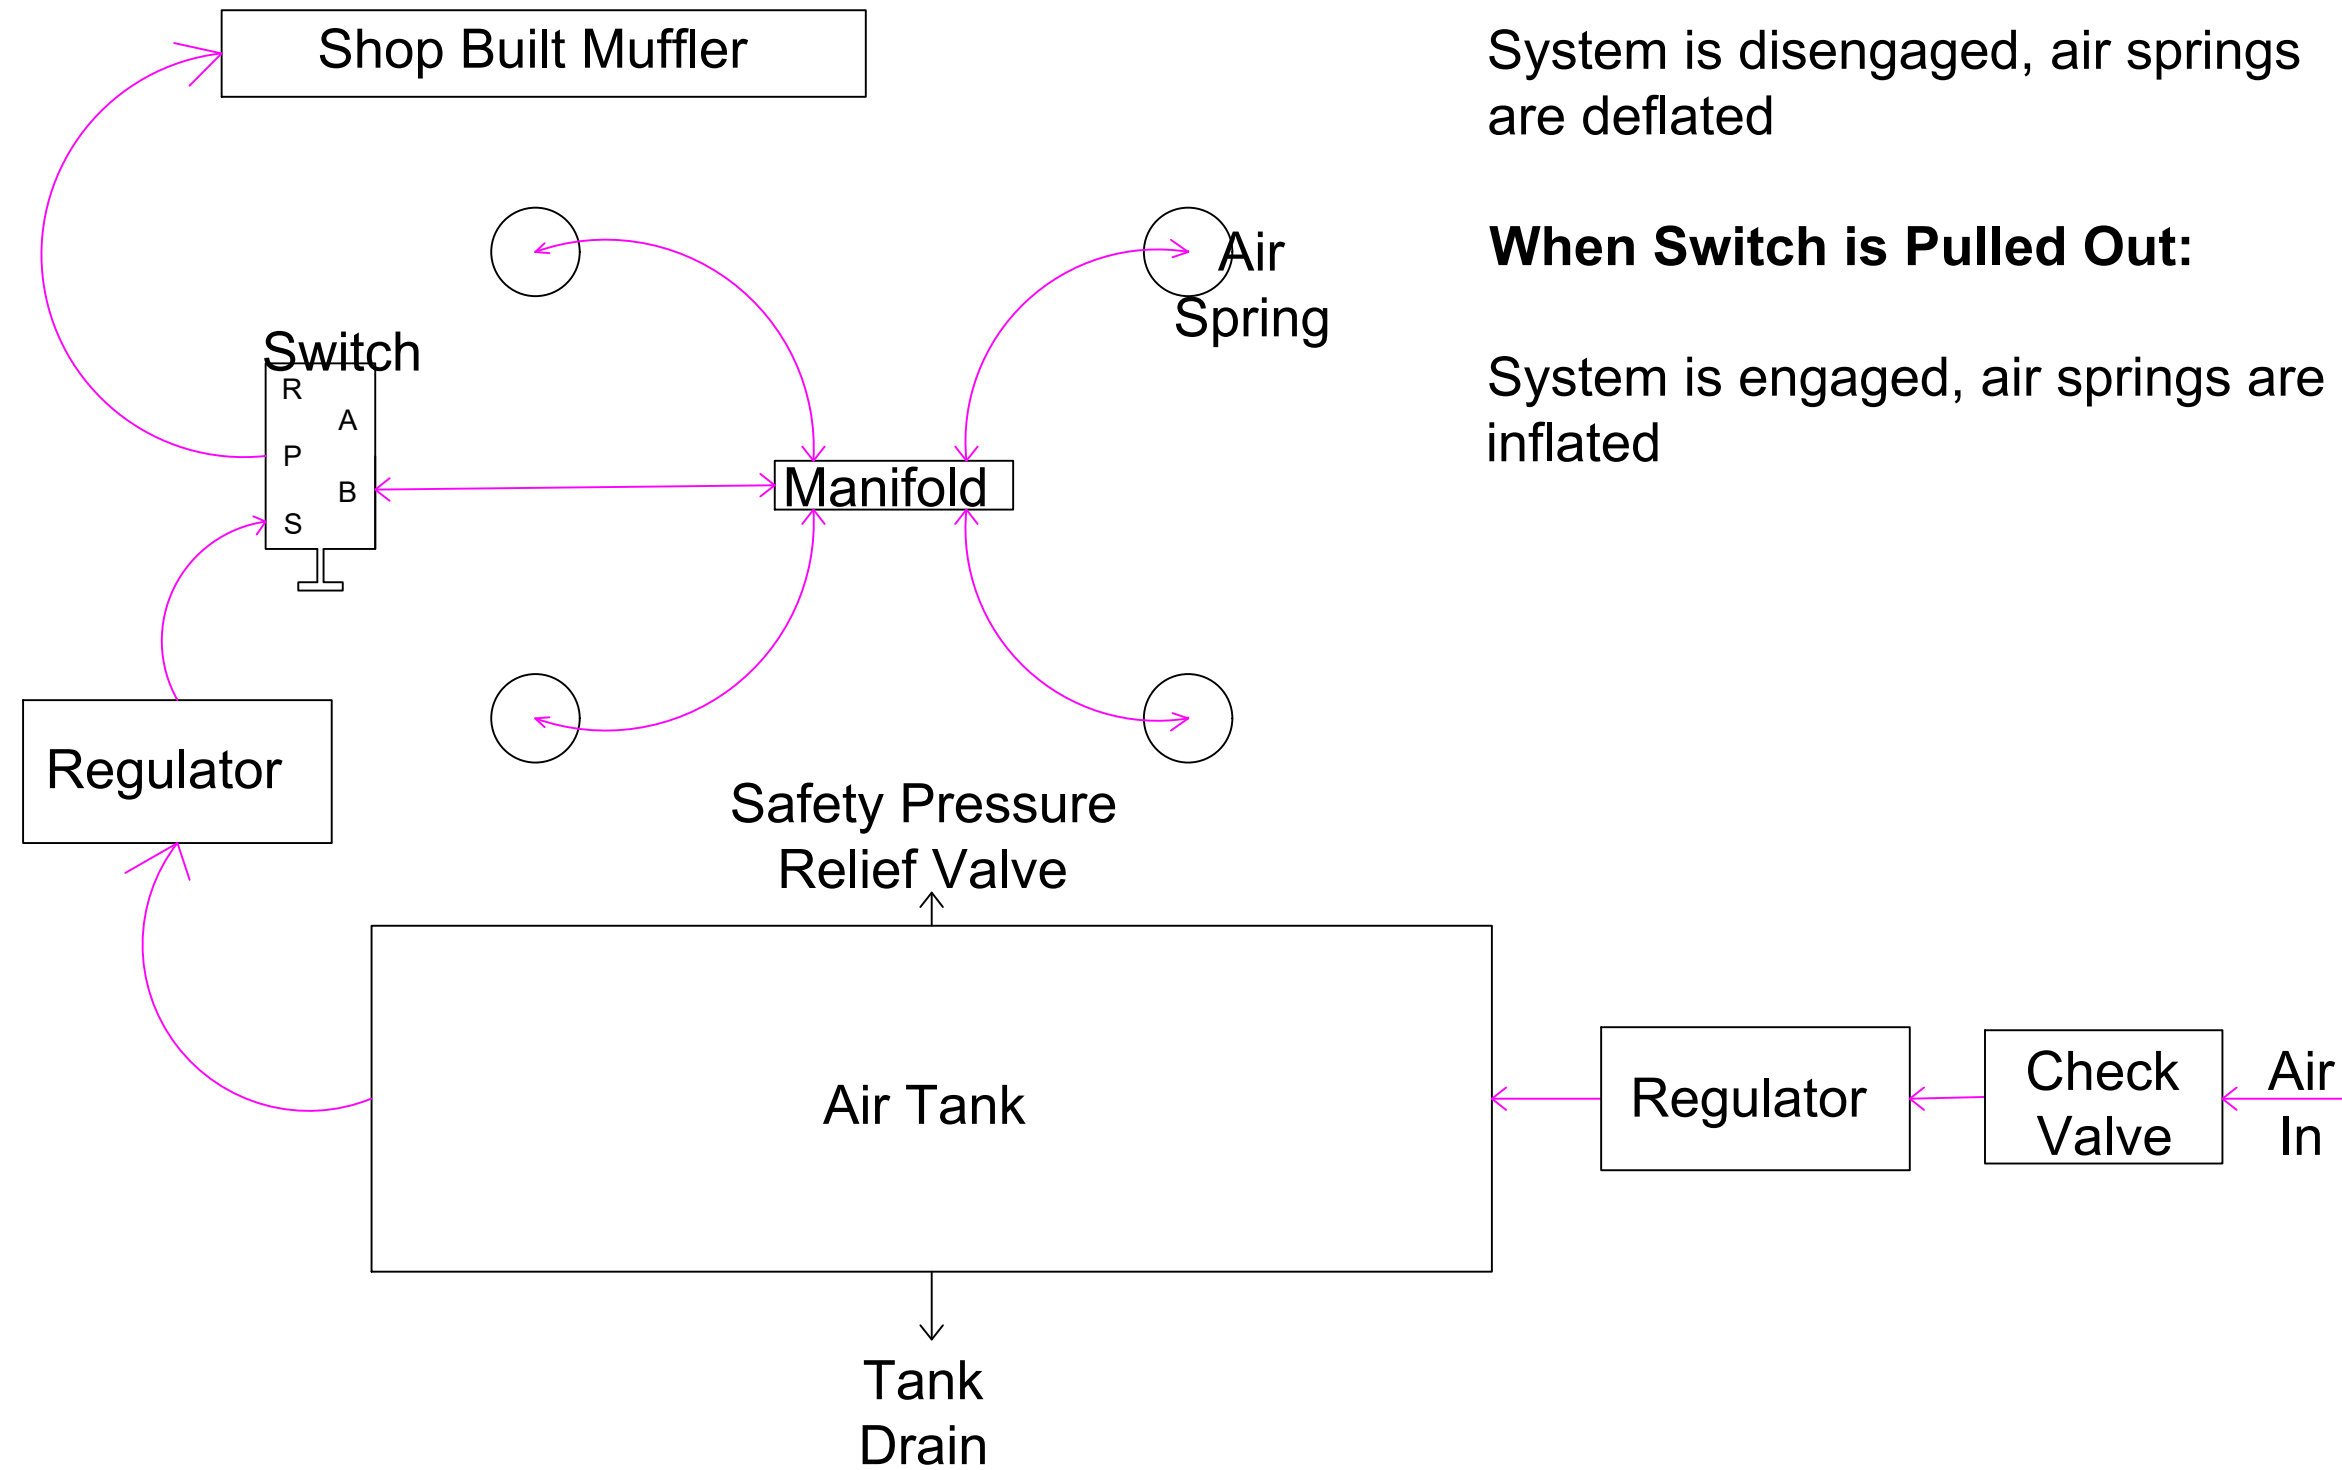 Shop Built Muffler
System is disengaged, air springs
are deflated
When Switch is Pulled Out:
System is engaged, air springs are
inflated
Air
Spring
Switch
R
A
P
B
S
Manifold
Regulator
Safety Pressure
Relief Valve
Air Tank
Regulator
Check
Valve
Air
In
Tank
Drain